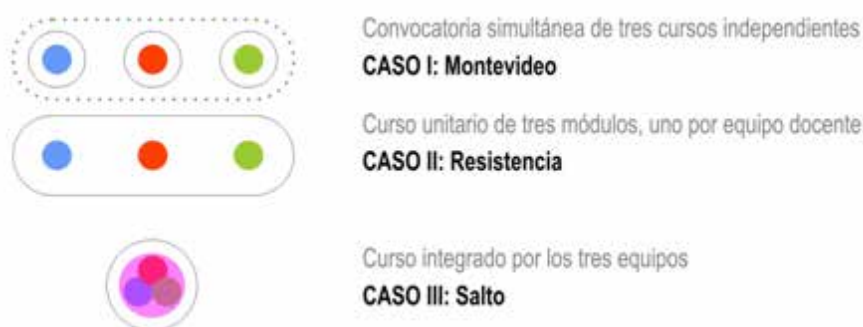 Convocatoria simultánea de tres cursos independientes
CASO I: Montevideo
Curso unitario de tres módulos, uno por equipo docente
CASO II: Resistencia
Curso integrado por los tres equipos
CASO III: Salto